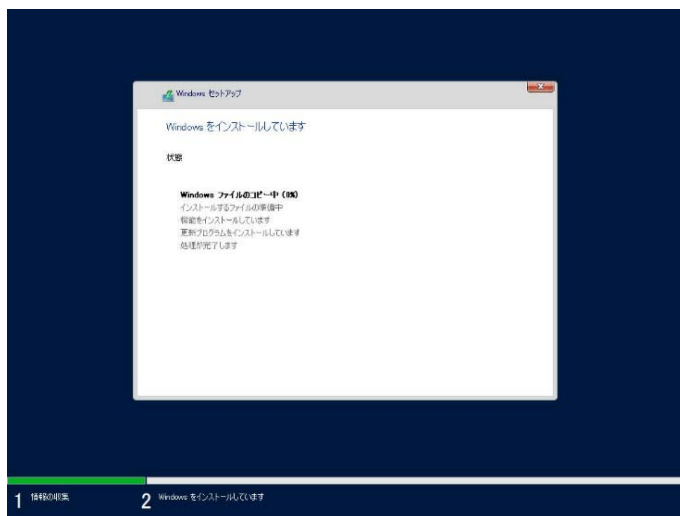 Windows セットアップ
Windows をインストールしています
状態
Windows ファイルのコピー中 (0%)
インストールするファイルの準備中
機能をインストールしています
更新プログラムをインストールしています
処理が完了します
1 情報の収集
2 Windows をインストールしています